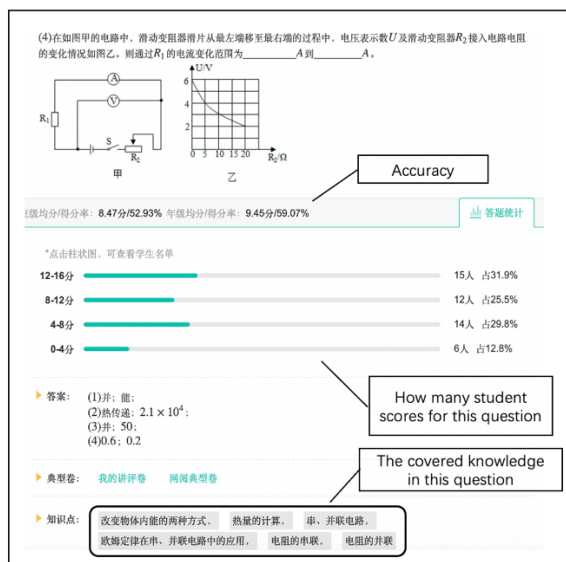 (4)在如图甲的电路中，滑动变阻器滑片从最左端移至最右端的过程中，电压表示数U及滑动变阻器R₂接入电路电阻
的变化情况如图乙。则通过R₁的电流变化范围为________A到________A。
A
V
R₁
S
R₂
甲
U/V
6
4
2
0 5 10 15 20
R₂/Ω
乙
Accuracy
级均分/得分率：8.47分/52.93% 年级均分/得分率：9.45分/59.07%
答题统计
*点击柱状图，可查看学生名单
12-16分 15人 占31.9%
8-12分 12人 占25.5%
4-8分 14人 占29.8%
0-4分 6人 占12.8%
How many student
scores for this question
答案： (1)并；能；
(2)热传递；2.1 × 10⁴；
(3)并；50；
(4)0.6；0.2
The covered knowledge
in this question
典型卷： 我的讲评卷 网阅典型卷
知识点： 改变物体内能的两种方式， 热量的计算， 串、并联电路，
欧姆定律在串、并联电路中的应用， 电阻的串联， 电阻的并联